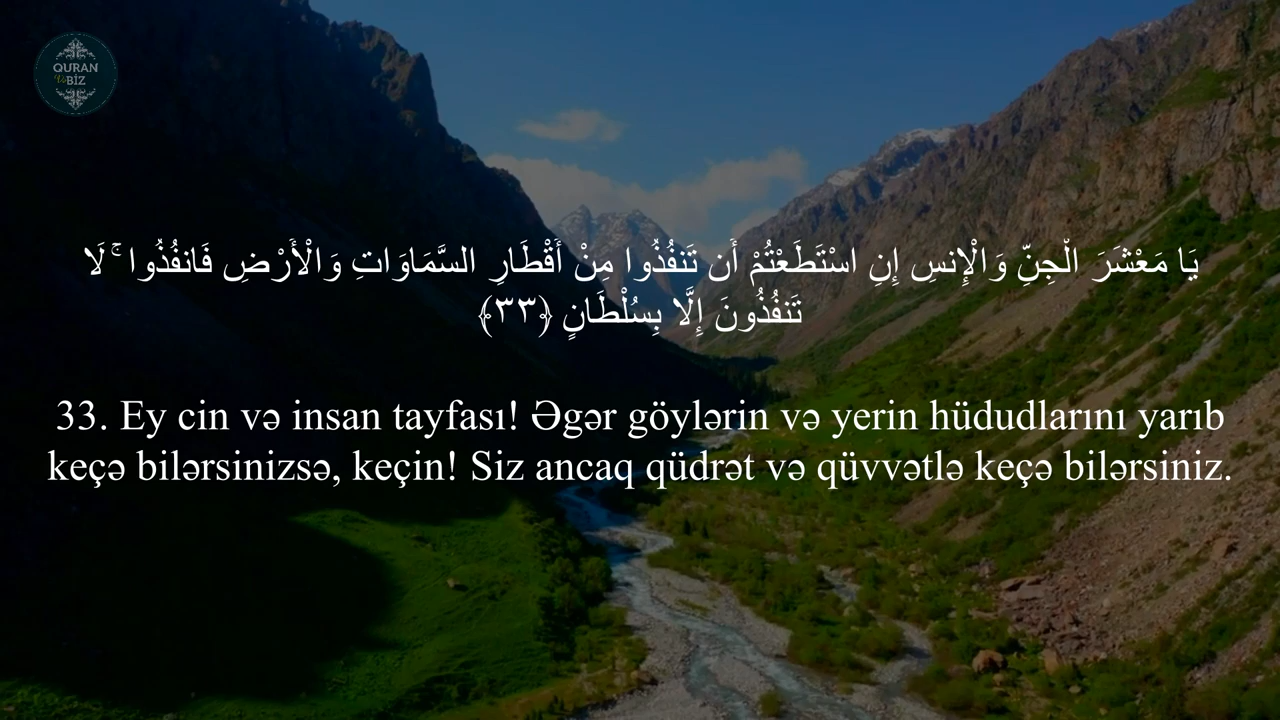 QURAN
Və
BİZ
يَا مَعْشَرَ الْجِنِّ وَالْإِنسِ إِنِ اسْتَطَعْتُمْ أَن تَنفُذُوا مِنْ أَقْطَارِ السَّمَاوَاتِ وَالْأَرْضِ فَانفُذُوا ۚ لَا
تَنفُذُونَ إِلَّا بِسُلْطَانٍ ﴿٣٣﴾
33. Ey cin və insan tayfası! Əgər göylərin və yerin hüdudlarını yarıb
keçə bilərsinizsə, keçin! Siz ancaq qüdrət və qüvvətlə keçə bilərsiniz.